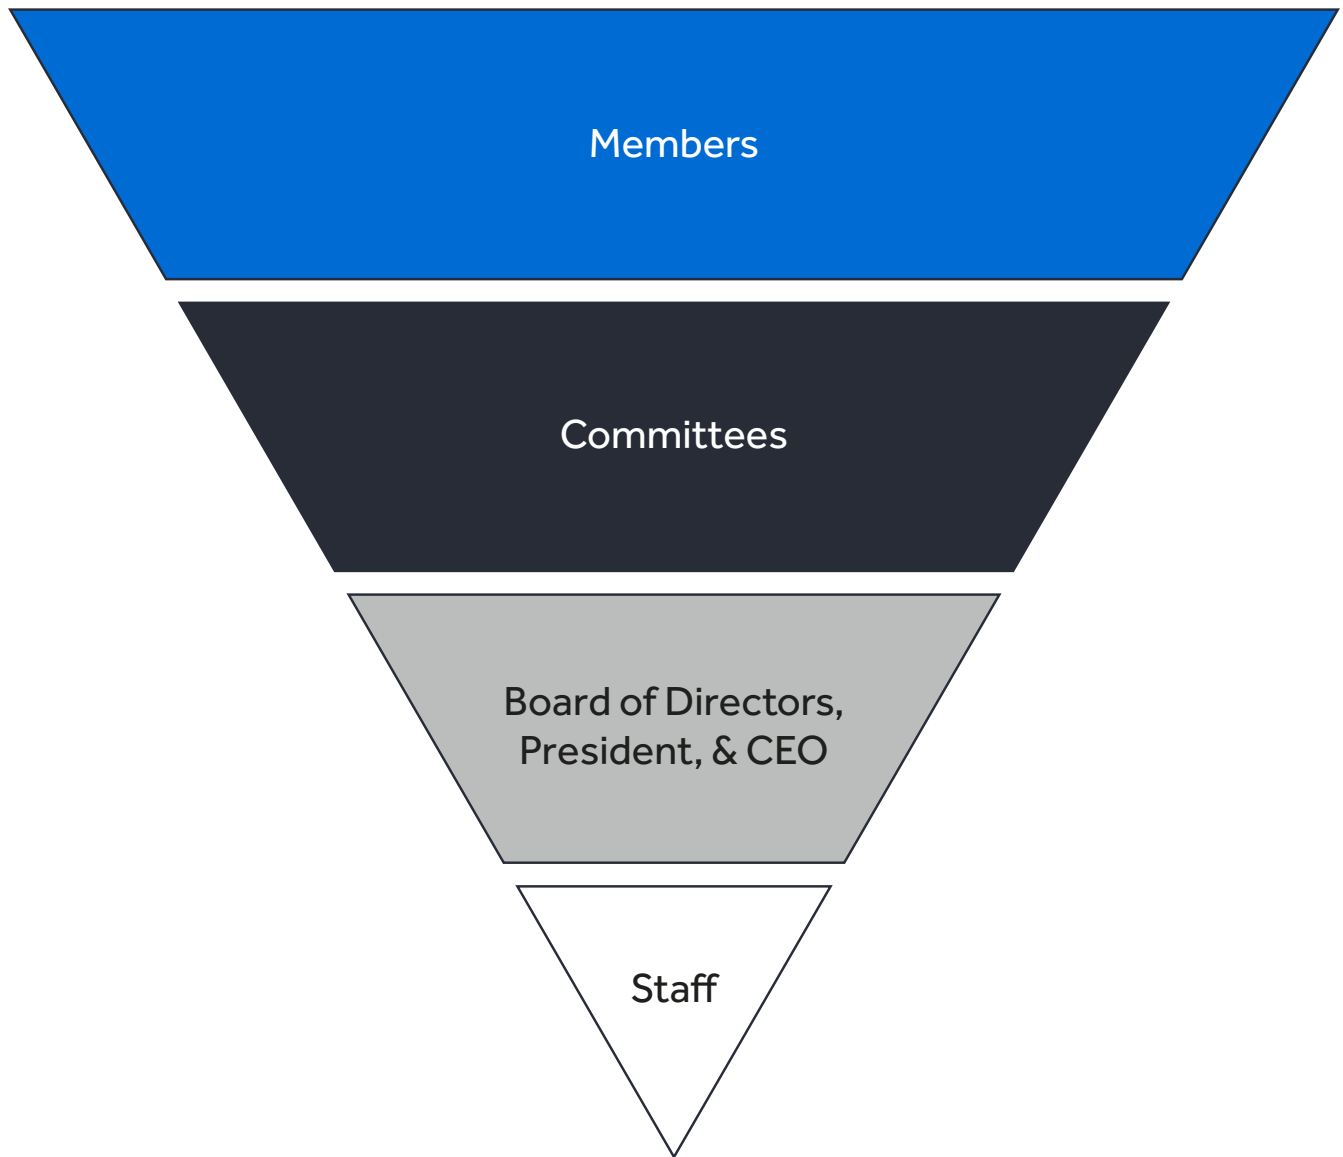 Members
Committees
Board of Directors,
President, & CEO
Staff